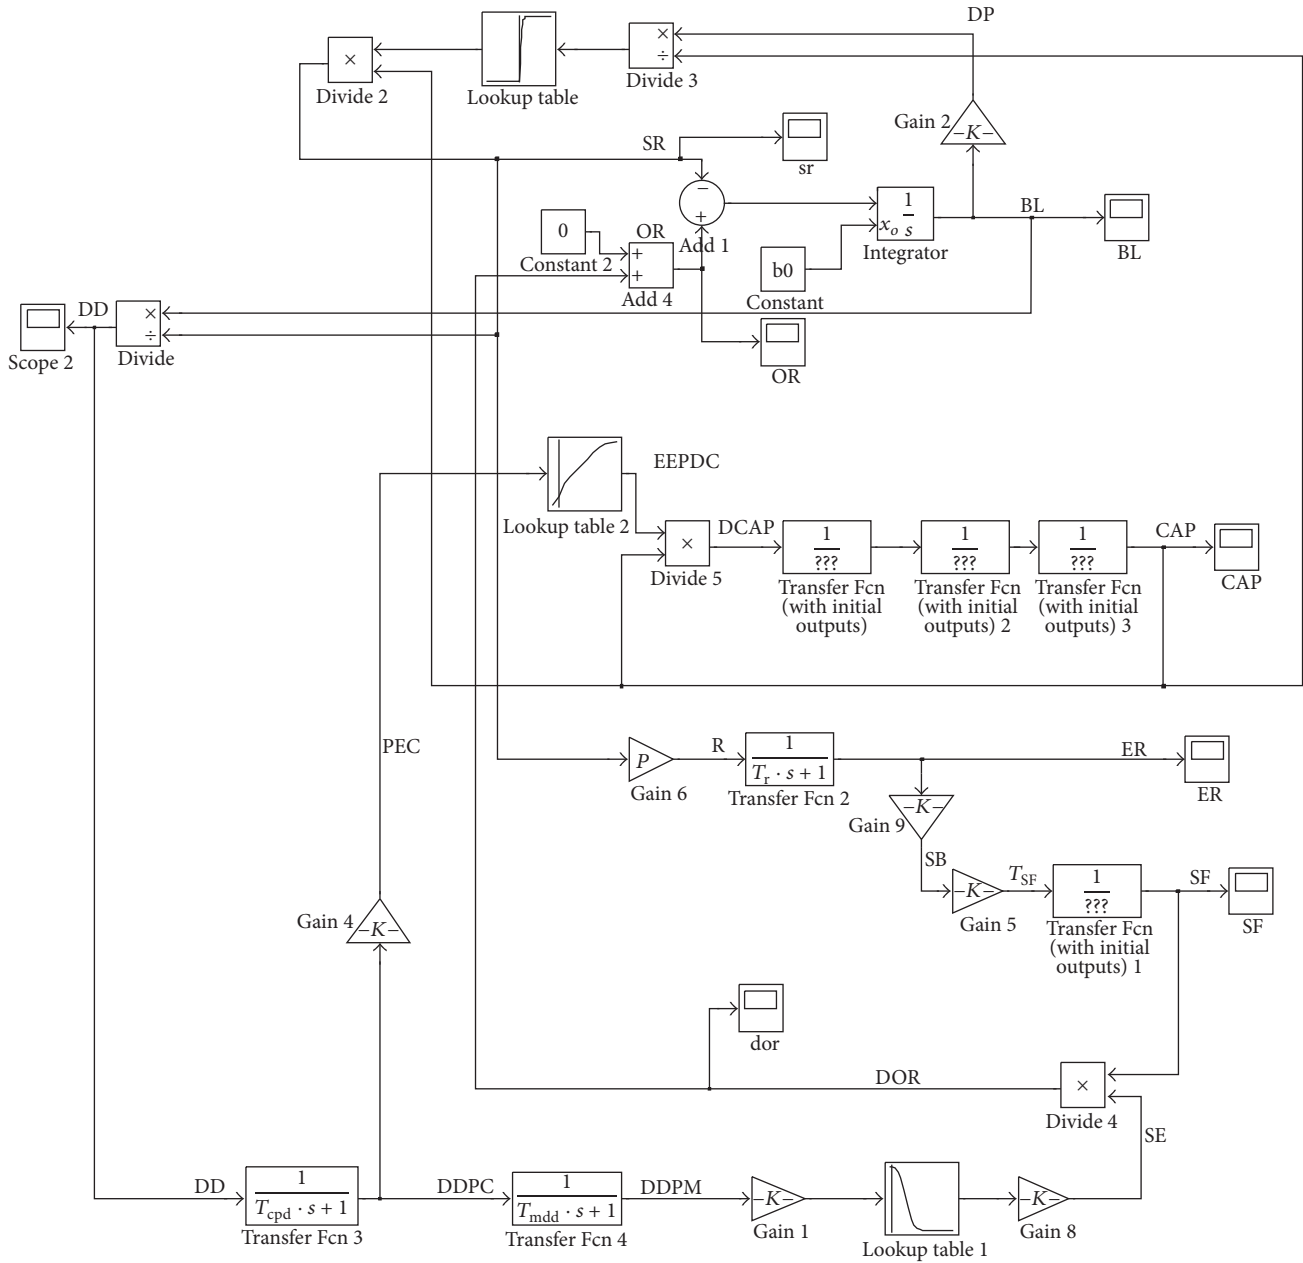 DP
×
÷
Divide 3
Lookup table
×
Divide 2
Gain 2
–K–
SR
sr
–
+
Add 1
0
Constant 2
OR
+
+
Add 4
b0
Constant
1
x_o s
Integrator
BL
BL
DD
Scope 2
×
÷
Divide
OR
EEPDC
Lookup table 2
×
Divide 5
DCAP
1
???
Transfer Fcn
(with initial
outputs)
1
???
Transfer Fcn
(with initial
outputs) 2
1
???
Transfer Fcn
(with initial
outputs) 3
CAP
CAP
PEC
P
Gain 6
R
1
T_r · s + 1
Transfer Fcn 2
ER
ER
–K–
Gain 9
SB
–K–
Gain 5
T_SF
1
???
Transfer Fcn
(with initial
outputs) 1
SF
SF
Gain 4
–K–
dor
DOR
×
Divide 4
SE
DD
1
T_cpd · s + 1
Transfer Fcn 3
DDPC
1
T_mdd · s + 1
Transfer Fcn 4
DDPM
–K–
Gain 1
Lookup table 1
–K–
Gain 8